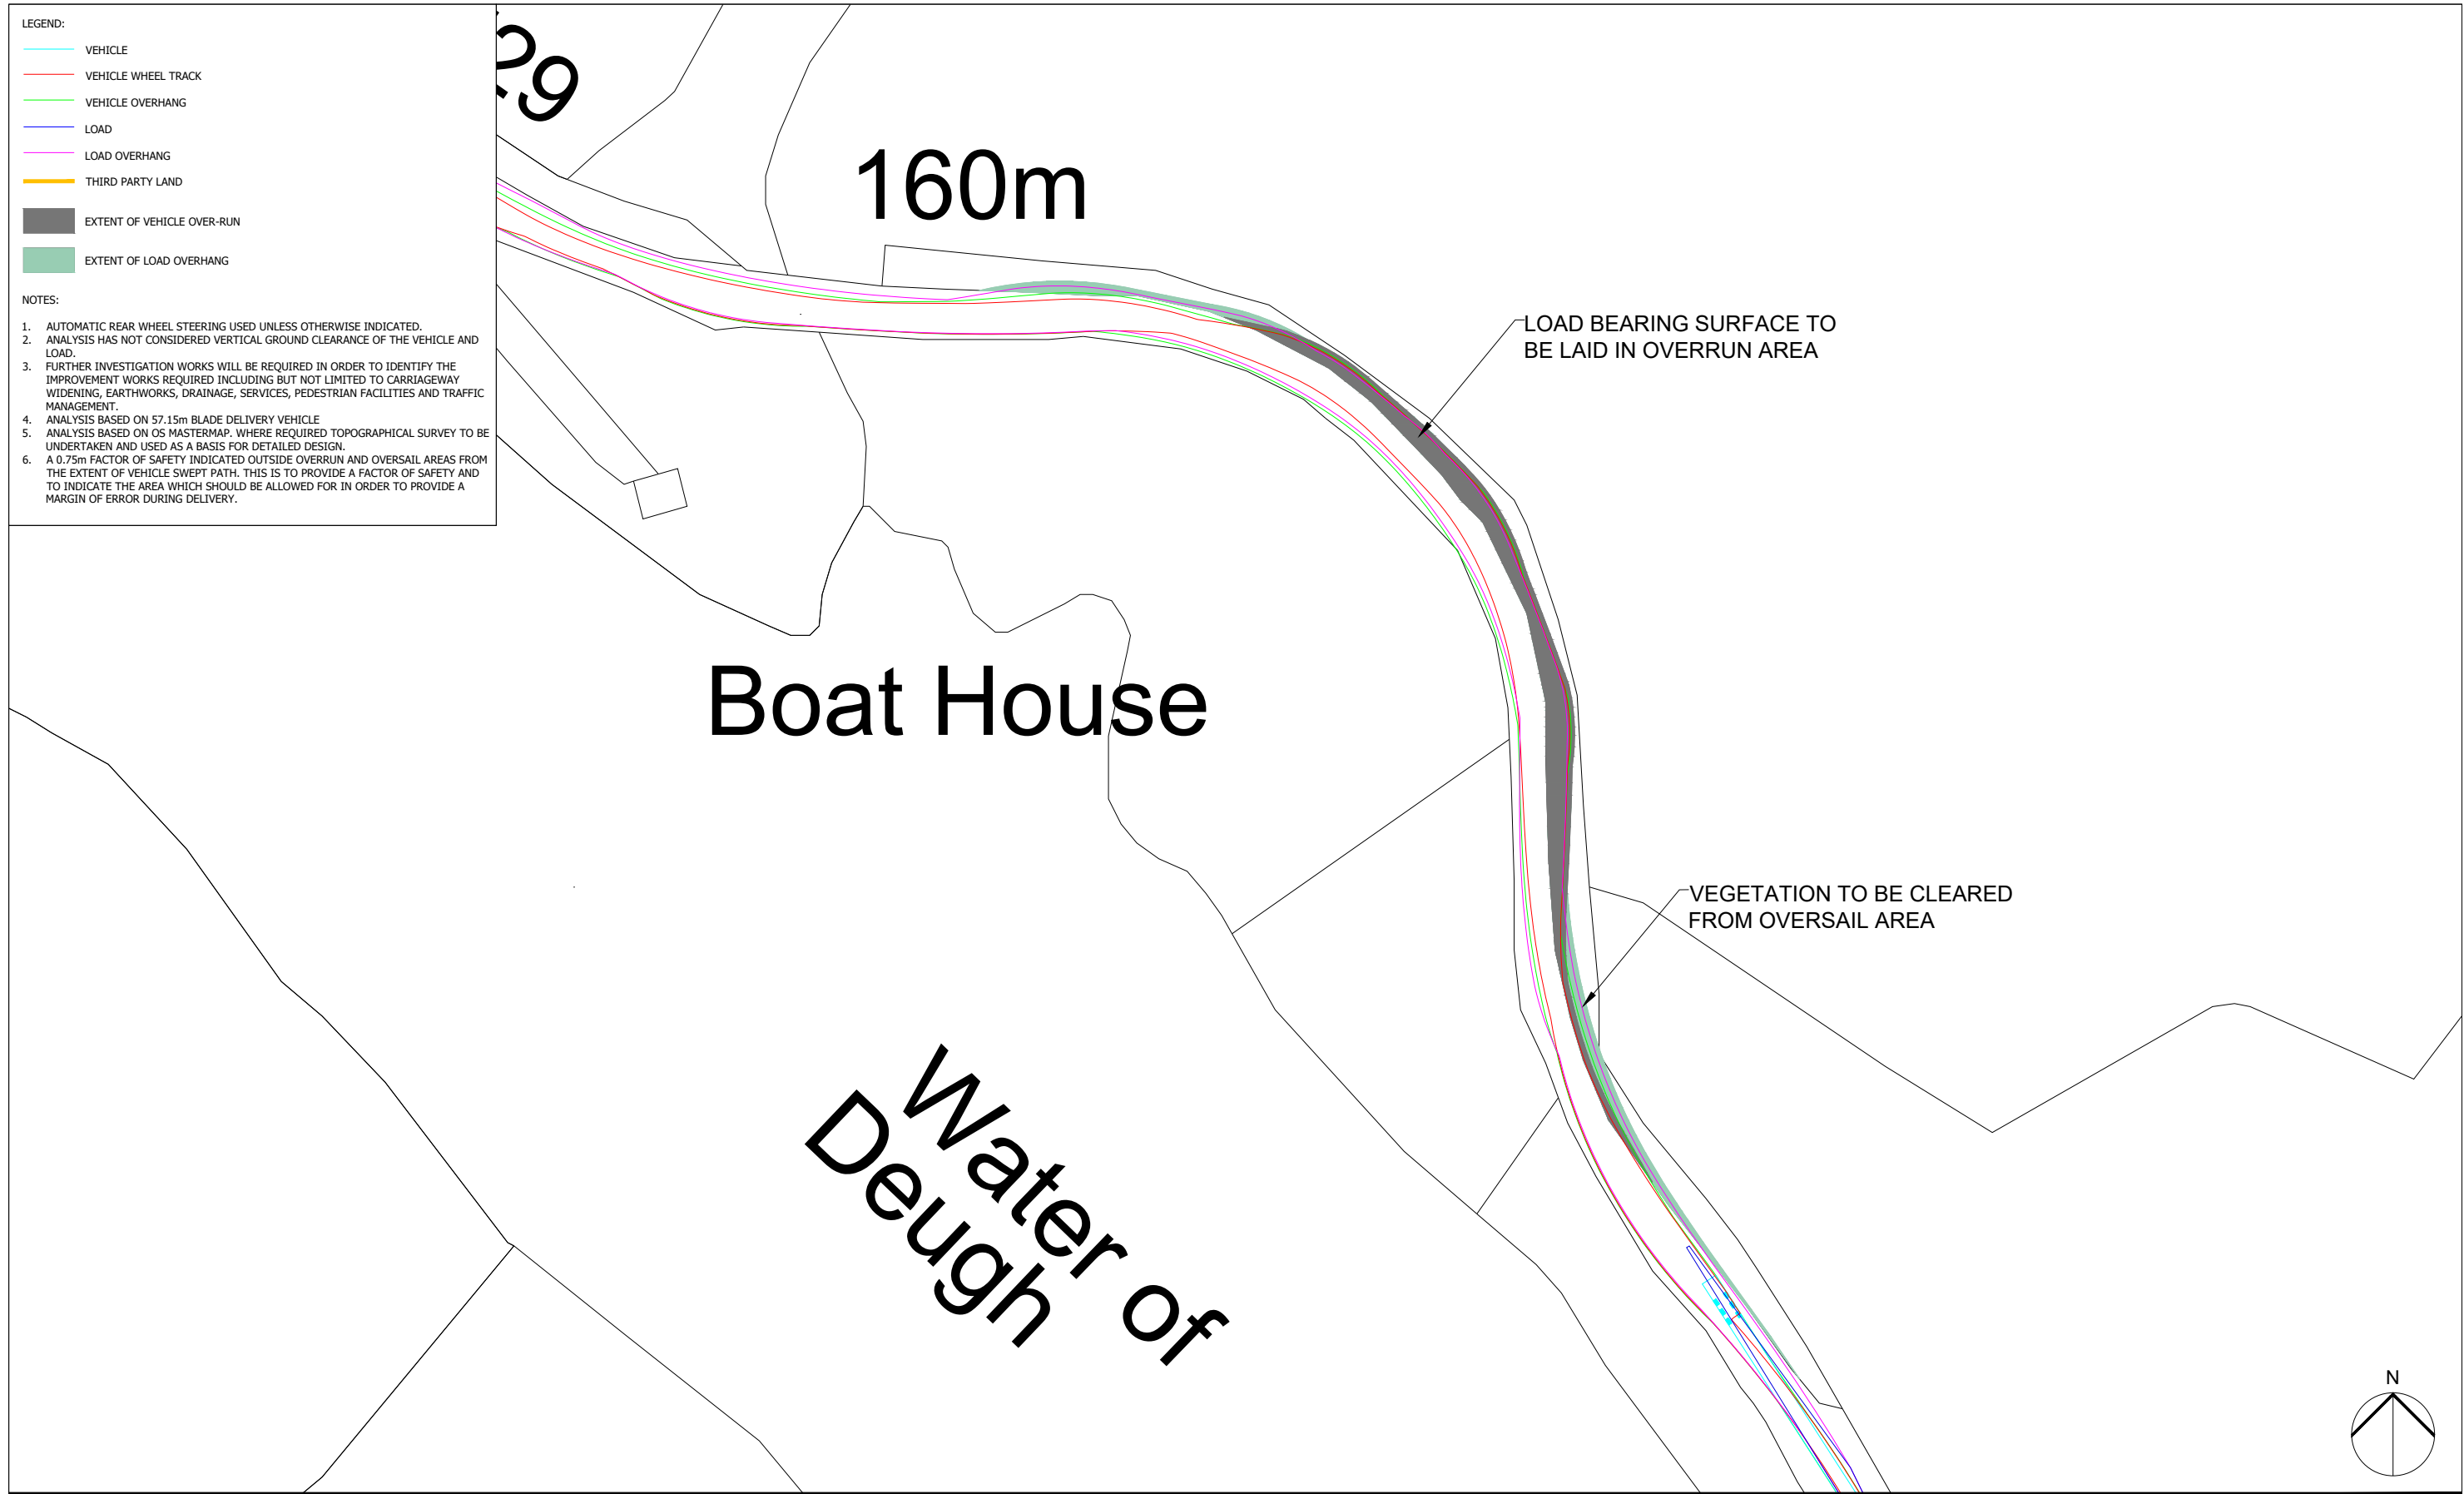 LEGEND:
VEHICLE
VEHICLE WHEEL TRACK
VEHICLE OVERHANG
LOAD
LOAD OVERHANG
THIRD PARTY LAND
EXTENT OF VEHICLE OVER-RUN
EXTENT OF LOAD OVERHANG
NOTES:
1. AUTOMATIC REAR WHEEL STEERING USED UNLESS OTHERWISE INDICATED.
2. ANALYSIS HAS NOT CONSIDERED VERTICAL GROUND CLEARANCE OF THE VEHICLE AND
LOAD.
3. FURTHER INVESTIGATION WORKS WILL BE REQUIRED IN ORDER TO IDENTIFY THE
IMPROVEMENT WORKS REQUIRED INCLUDING BUT NOT LIMITED TO CARRIAGEWAY
WIDENING, EARTHWORKS, DRAINAGE, SERVICES, PEDESTRIAN FACILITIES AND TRAFFIC
MANAGEMENT.
4. ANALYSIS BASED ON 57.15m BLADE DELIVERY VEHICLE
5. ANALYSIS BASED ON OS MASTERMAP. WHERE REQUIRED TOPOGRAPHICAL SURVEY TO BE
UNDERTAKEN AND USED AS A BASIS FOR DETAILED DESIGN.
6. A 0.75m FACTOR OF SAFETY INDICATED OUTSIDE OVERRUN AND OVERSAIL AREAS FROM
THE EXTENT OF VEHICLE SWEPT PATH. THIS IS TO PROVIDE A FACTOR OF SAFETY AND
TO INDICATE THE AREA WHICH SHOULD BE ALLOWED FOR IN ORDER TO PROVIDE A
MARGIN OF ERROR DURING DELIVERY.
29
160m
LOAD BEARING SURFACE TO
BE LAID IN OVERRUN AREA
Boat House
VEGETATION TO BE CLEARED
FROM OVERSAIL AREA
Water of
Deugh
N